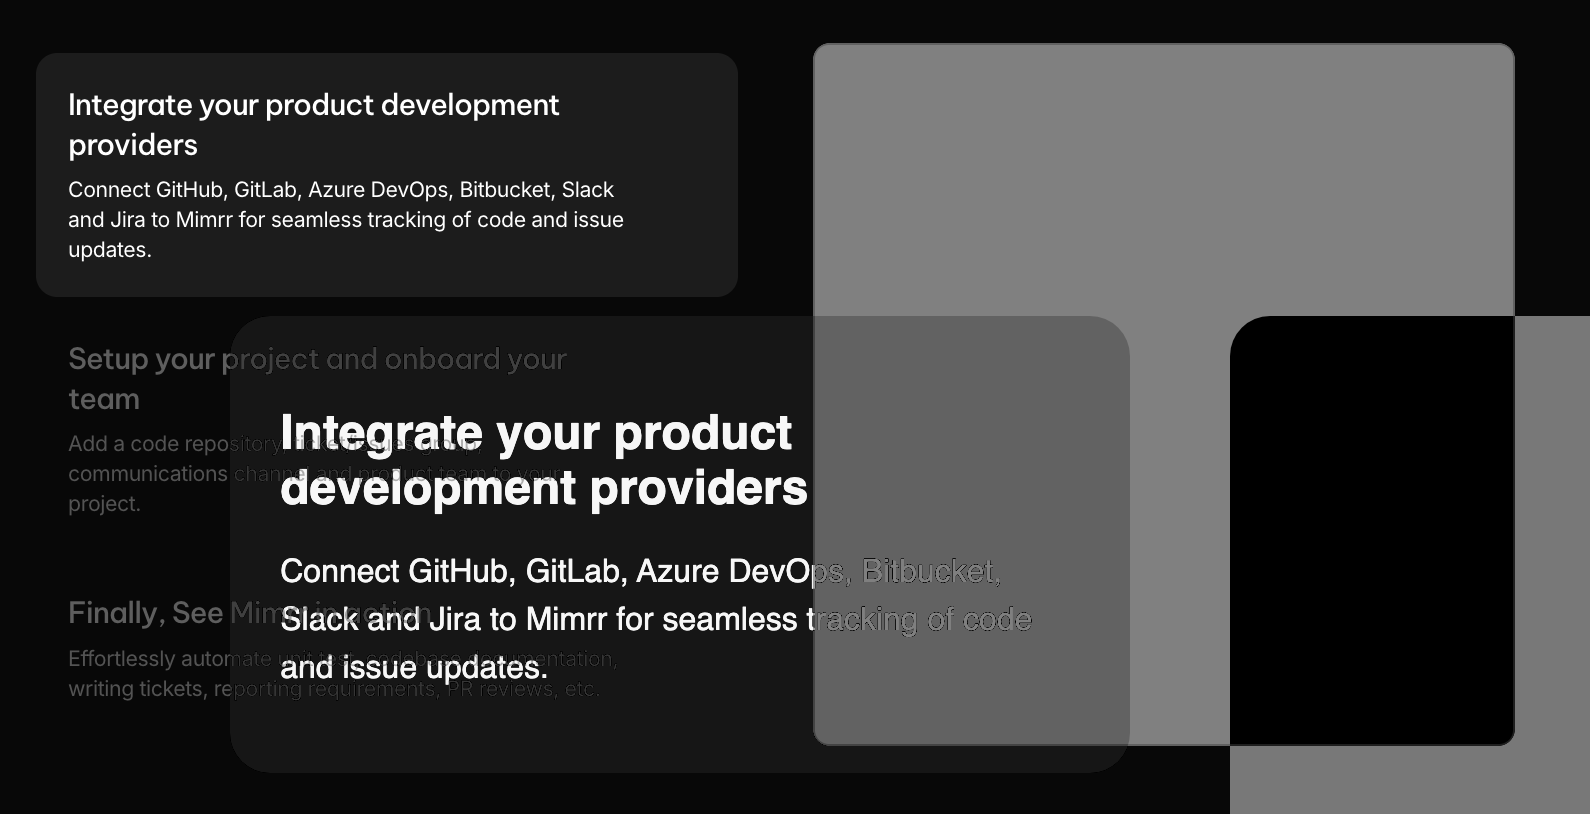 Integrate your product development
providers
Connect GitHub, GitLab, Azure DevOps, Bitbucket, Slack
and Jira to Mimrr for seamless tracking of code and issue
updates.
Setup your project and onboard your
team
Add a code repository, ticket/issues group,
communications channel and product team to your
project.
Integrate your product
development providers
Connect GitHub, GitLab, Azure DevOps, Bitbucket,
Slack and Jira to Mimrr for seamless tracking of code
and issue updates.
Finally, See Mimrr in action
Effortlessly automate unit test, codebase documentation,
writing tickets, reporting requirements, PR reviews, etc.